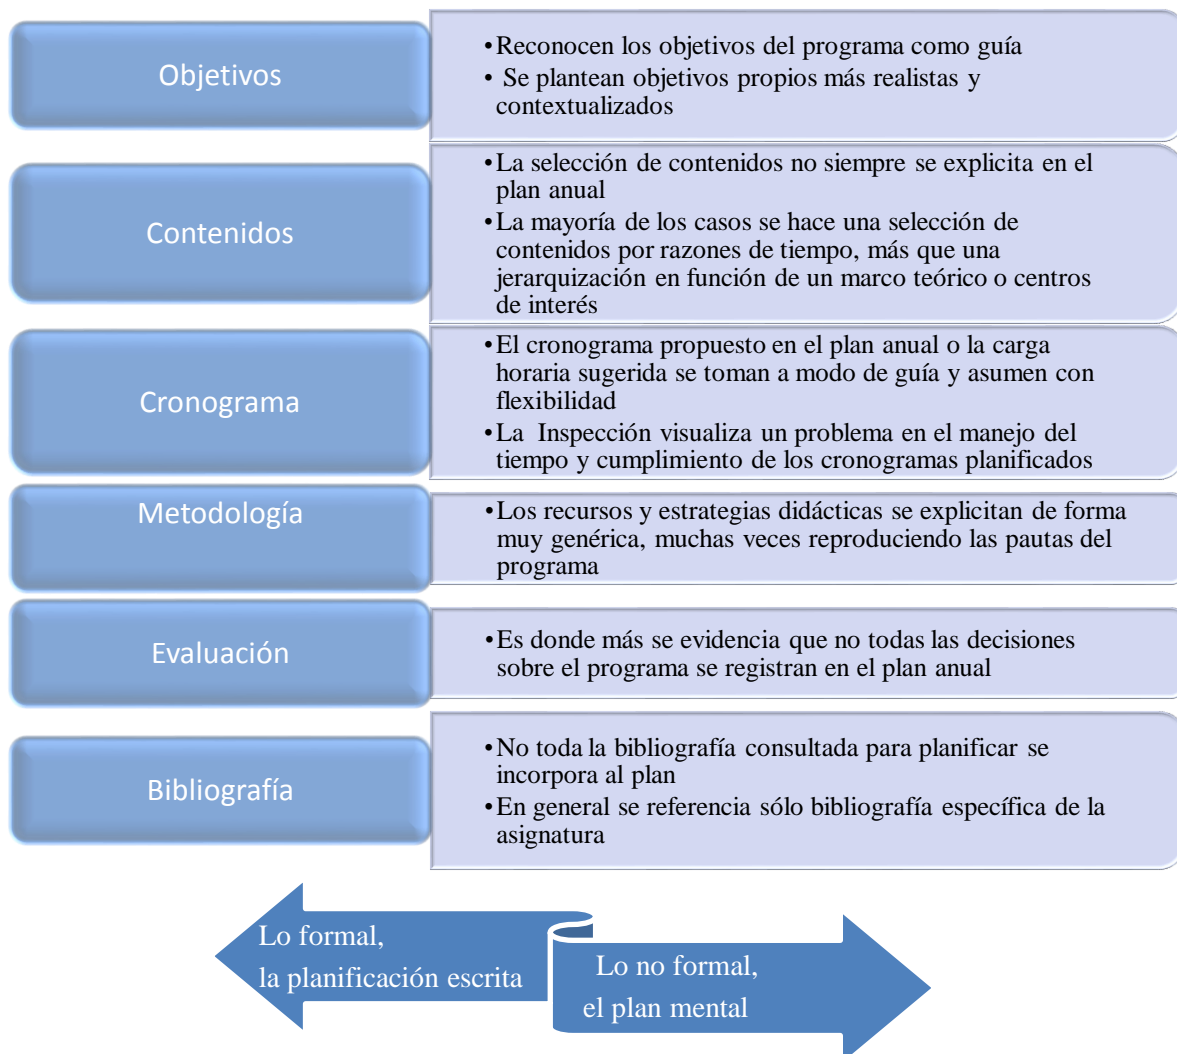 Objetivos
•Reconocen los objetivos del programa como guía
• Se plantean objetivos propios más realistas y
contextualizados
Contenidos
•La selección de contenidos no siempre se explicita en el
plan anual
•La mayoría de los casos se hace una selección de
contenidos por razones de tiempo, más que una
jerarquización en función de un marco teórico o centros
de interés
Cronograma
•El cronograma propuesto en el plan anual o la carga
horaria sugerida se toman a modo de guía y asumen con
flexibilidad
•La Inspección visualiza un problema en el manejo del
tiempo y cumplimiento de los cronogramas planificados
Metodología
•Los recursos y estrategias didácticas se explicitan de forma
muy genérica, muchas veces reproduciendo las pautas del
programa
Evaluación
•Es donde más se evidencia que no todas las decisiones
sobre el programa se registran en el plan anual
Bibliografía
•No toda la bibliografía consultada para planificar se
incorpora al plan
•En general se referencia sólo bibliografía específica de la
asignatura
Lo formal,
la planificación escrita
Lo no formal,
el plan mental